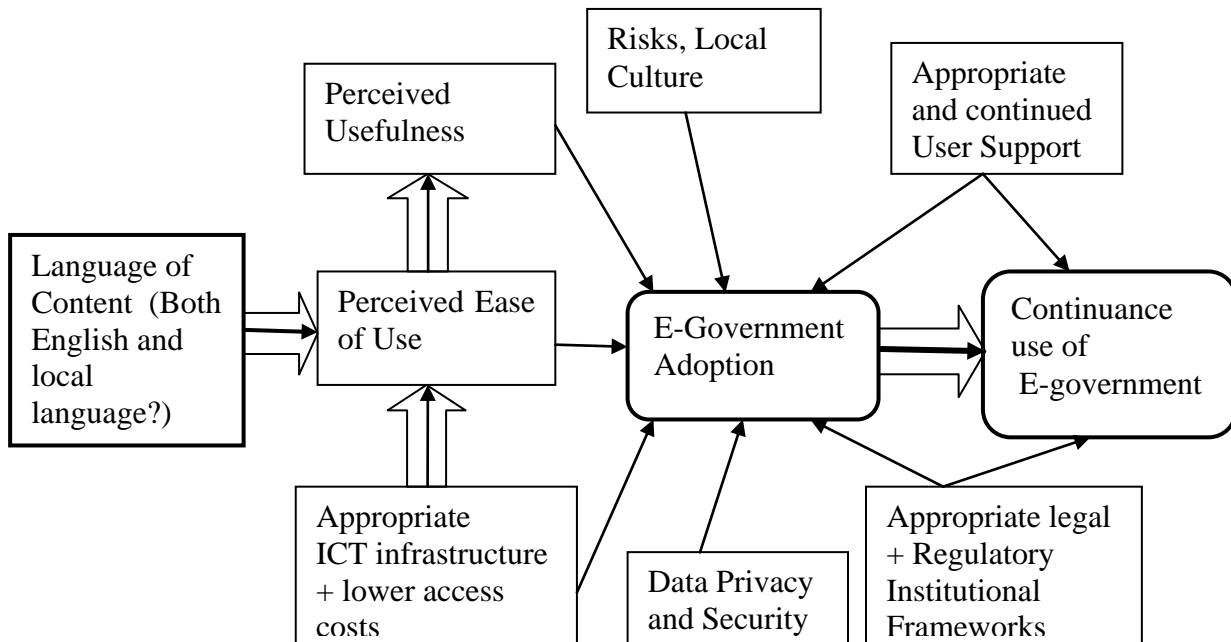 Risks, Local
Culture
Appropriate
and continued
User Support
Perceived
Usefulness
Language of
Content (Both
English and
local
language?)
Perceived Ease
of Use
E-Government
Adoption
Continuance
use of
E-government
Appropriate
ICT infrastructure
+ lower access
costs
Data Privacy
and Security
Appropriate legal
+ Regulatory
Institutional
Frameworks